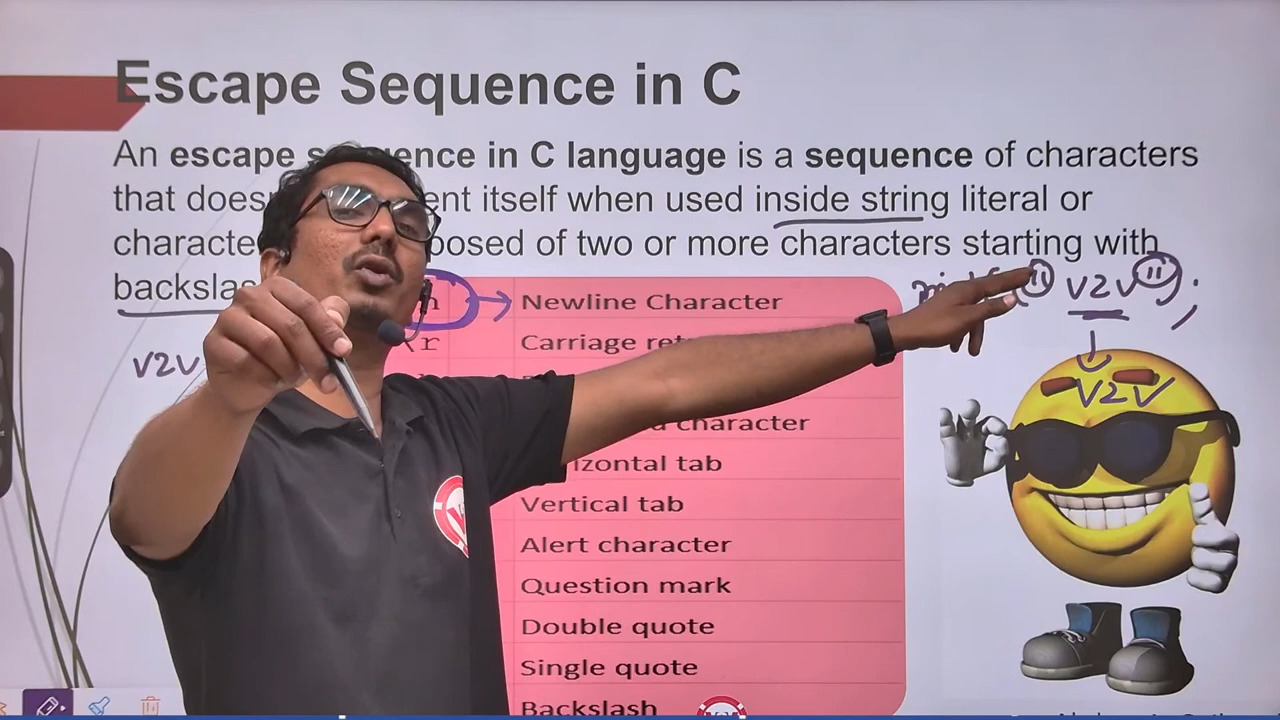 Escape Sequence in C
An escape sequence in C language is a sequence of characters
that doesn ent itself when used inside string literal or
character posed of two or more characters starting with
backslas
(" V2V ");
n → Newline Character
V2V
\r Carriage ret
V2V
d character
izontal tab
Vertical tab
Alert character
Question mark
Double quote
Single quote
Backslash